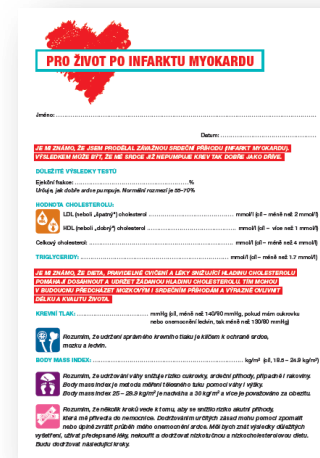 PRO ŽIVOT PO INFARKTU MYOKARDU
Jméno:
Datum:
JE MI ZNÁMO, ŽE JSEM PRODĚLAL ZÁVAŽNOU SRDEČNÍ PŘÍHODU (INFARKT MYOKARDU),
VÝSLEDKEM MŮŽE BÝT, ŽE MÉ SRDCE JIŽ NEPUMPUJE KREV TAK DOBŘE JAKO DŘÍVE.
DŮLEŽITÉ VÝSLEDKY TESTŮ
Ejekční frakce: %
Určuje, jak dobře srdce pumpuje. Normální rozmezí je 55–70%
HODNOTA CHOLESTEROLU:
LDL (neboli „špatný“) cholesterol mmol/l (cíl – méně než 2 mmol/l)
HDL (neboli „dobrý“) cholesterol mmol/l (cíl – více než 1 mmol/l)
Celkový cholesterol: mmol/l (cíl – méně než 4 mmol/l)
TRIGLYCERIDY: mmol/l (cíl – méně než 1.7 mmol/l)
JE MI ZNÁMO, ŽE DIETA, PRAVIDELNÉ CVIČENÍ A LÉKY SNIŽUJÍCÍ HLADINU CHOLESTEROLU
POMÁHAJÍ DOSÁHNOUT A UDRŽET ŽÁDANOU HLADINU CHOLESTEROLU. TÍM MOHOU
V BUDOUCNU PŘEDCHÁZET MOZKOVÝM I SRDEČNÍM PŘÍHODÁM A VÝRAZNĚ OVLIVNIT
DÉLKU A KVALITU ŽIVOTA.
KREVNÍ TLAK: mmHg (cíl, méně než 140/90 mmHg, pokud mám cukrovku
nebo onemocnění ledvin, tak méně než 130/80 mmHg)
Rozumím, že udržení správného krevního tlaku je klíčem k ochraně srdce,
mozku a ledvin.
BODY MASS INDEX: kg/m² (cíl, 18.5 – 24.9 kg/m²)
Rozumím, že udržování váhy snižuje riziko cukrovky, srdeční příhody, případně i rakoviny.
Body mass index je metoda měření tělesného tuku pomocí váhy i výšky.
Body mass index 25 – 29.9 kg/m² je nadváha a 30 kg/m² a více je považováno za obezitu.
Rozumím, že několik kroků vede k tomu, aby se snížilo riziko akutní příhody,
která mě přivedla do nemocnice. Dodržováním určitých zásad mohu pomoci zpomalit
nebo úplně zvrátit průběh mého onemocnění srdce. Měl bych znát výsledky důležitých
vyšetření, užívat předepsané léky, nekouřit a dodržovat nízkotučnou a nízkocholesterolovou dietu.
Budu dodržovat následující kroky.